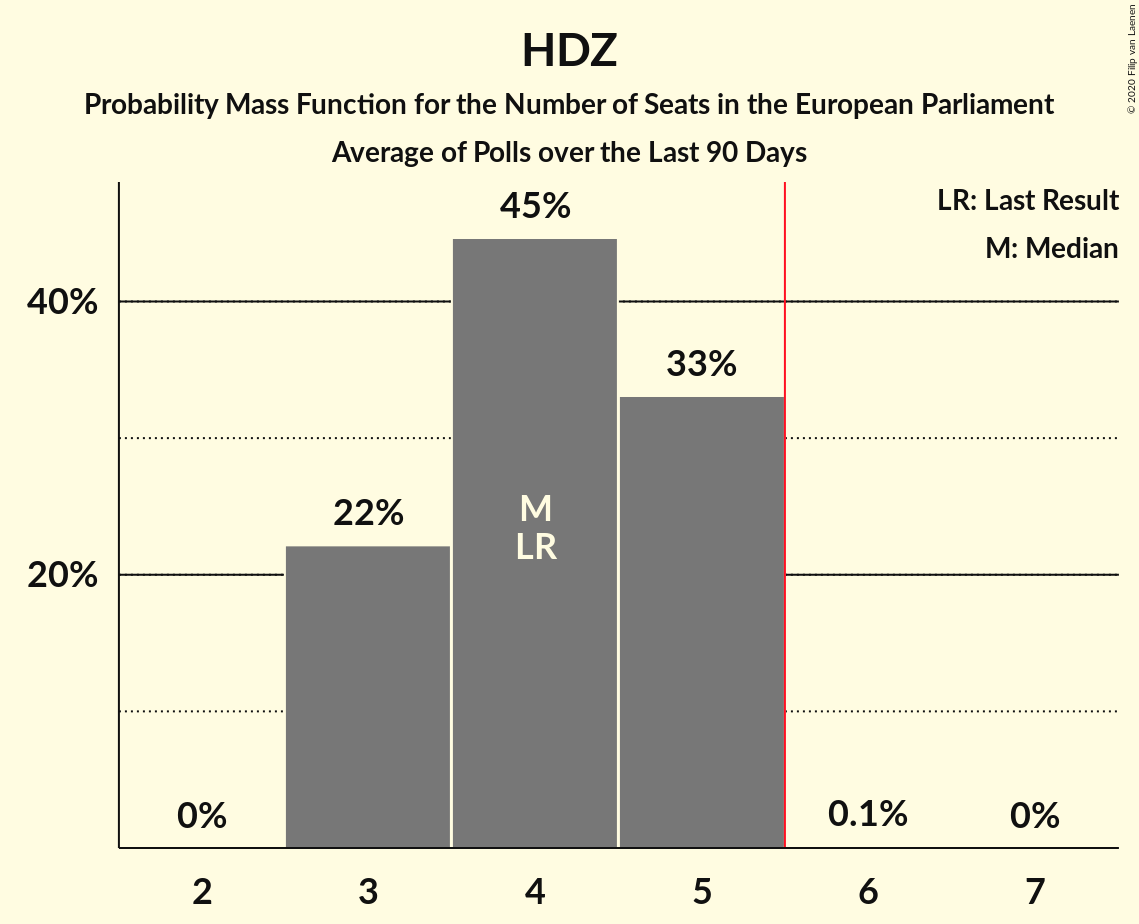 HDZ
Probability Mass Function for the Number of Seats in the European Parliament
Average of Polls over the Last 90 Days
© 2020 Filip van Laenen
LR: Last Result
M: Median
45%
40%
33%
22%
M
LR
20%
0%
0.1%
0%
2 3 4 5 6 7